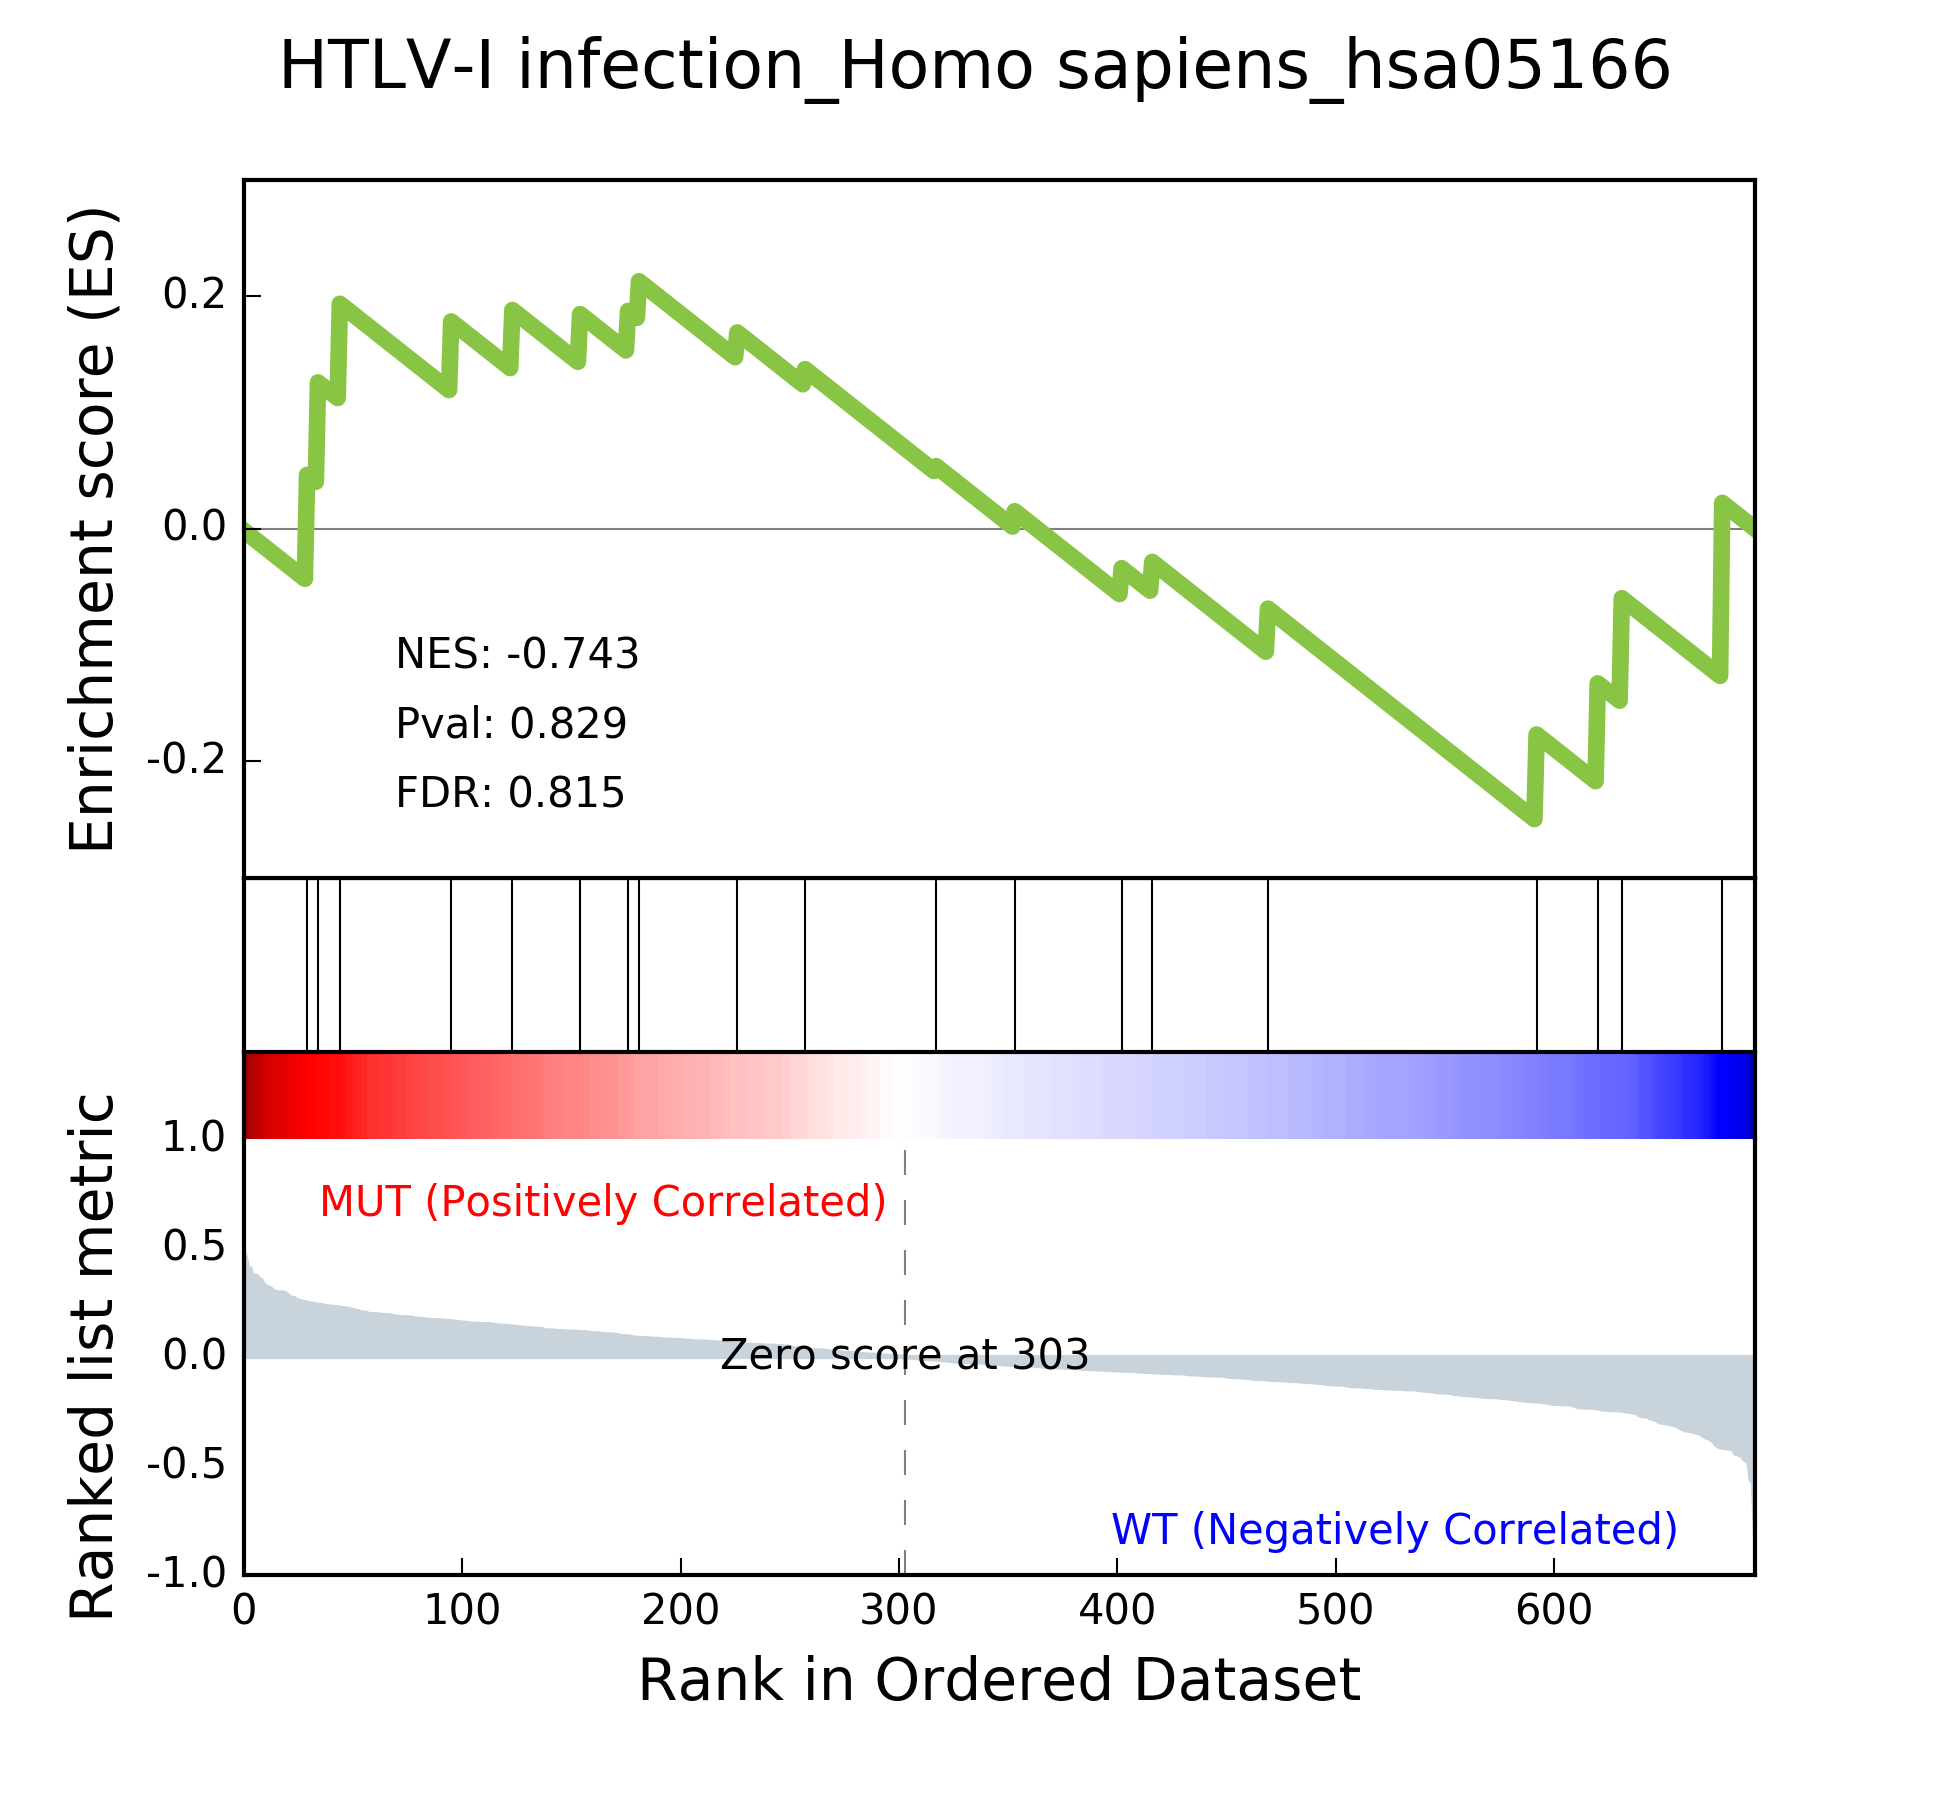 HTLV-I infection_Homo sapiens_hsa05166
Enrichment score (ES)
0.2
0.0
-0.2
NES: -0.743
Pval: 0.829
FDR: 0.815
Ranked list metric
1.0
0.5
0.0
-0.5
-1.0
MUT (Positively Correlated)
Zero score at 303
WT (Negatively Correlated)
0 100 200 300 400 500 600
Rank in Ordered Dataset